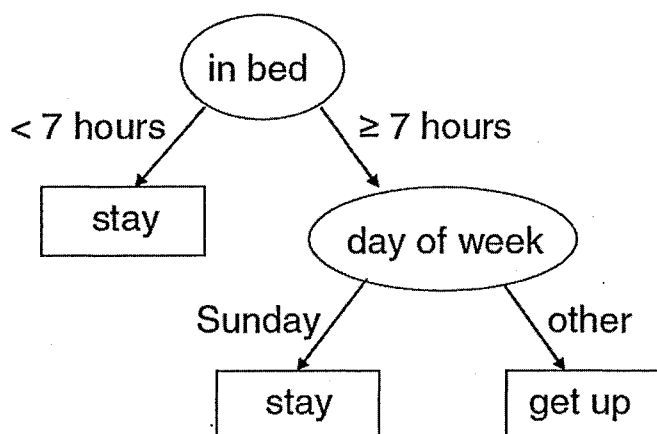 in bed
< 7 hours
≥ 7 hours
stay
day of week
Sunday
other
stay
get up